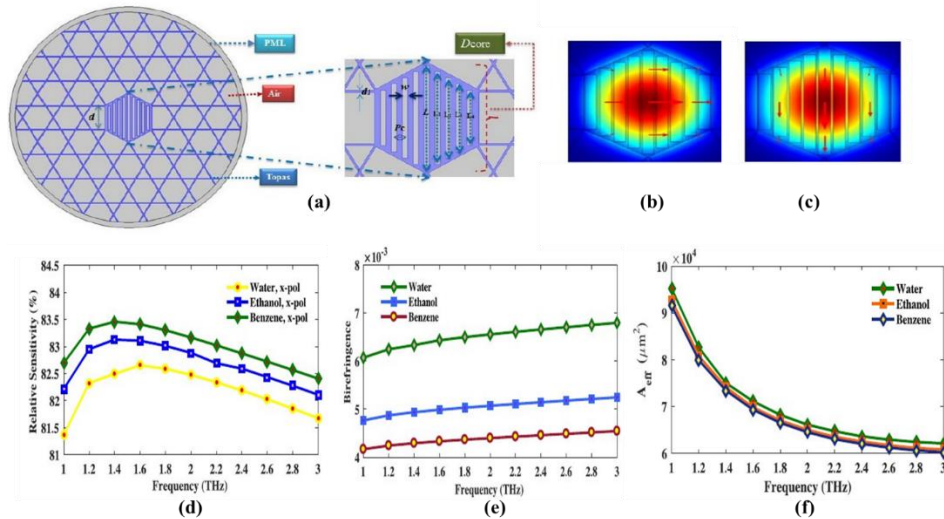 PML
Air
Topas
d
(a)
Dcore
d₁
w
Pc
L
(b)
(c)
Relative Sensitivity (%)
84.5
84
83.5
83
82.5
82
81.5
81
Water, x-pol
Ethanol, x-pol
Benzene, x-pol
1 1.2 1.4 1.6 1.8 2 2.2 2.4 2.6 2.8 3
Frequency (THz)
(d)
×10⁻³
Birefringence
8
7
6
5
4
Water
Ethanol
Benzene
1 1.2 1.4 1.6 1.8 2 2.2 2.4 2.6 2.8 3
Frequency (THz)
(e)
×10⁴
A_eff (μm²)
10
9
8
7
6
Water
Ethanol
Benzene
1 1.2 1.4 1.6 1.8 2 2.2 2.4 2.6 2.8 3
Frequency (THz)
(f)